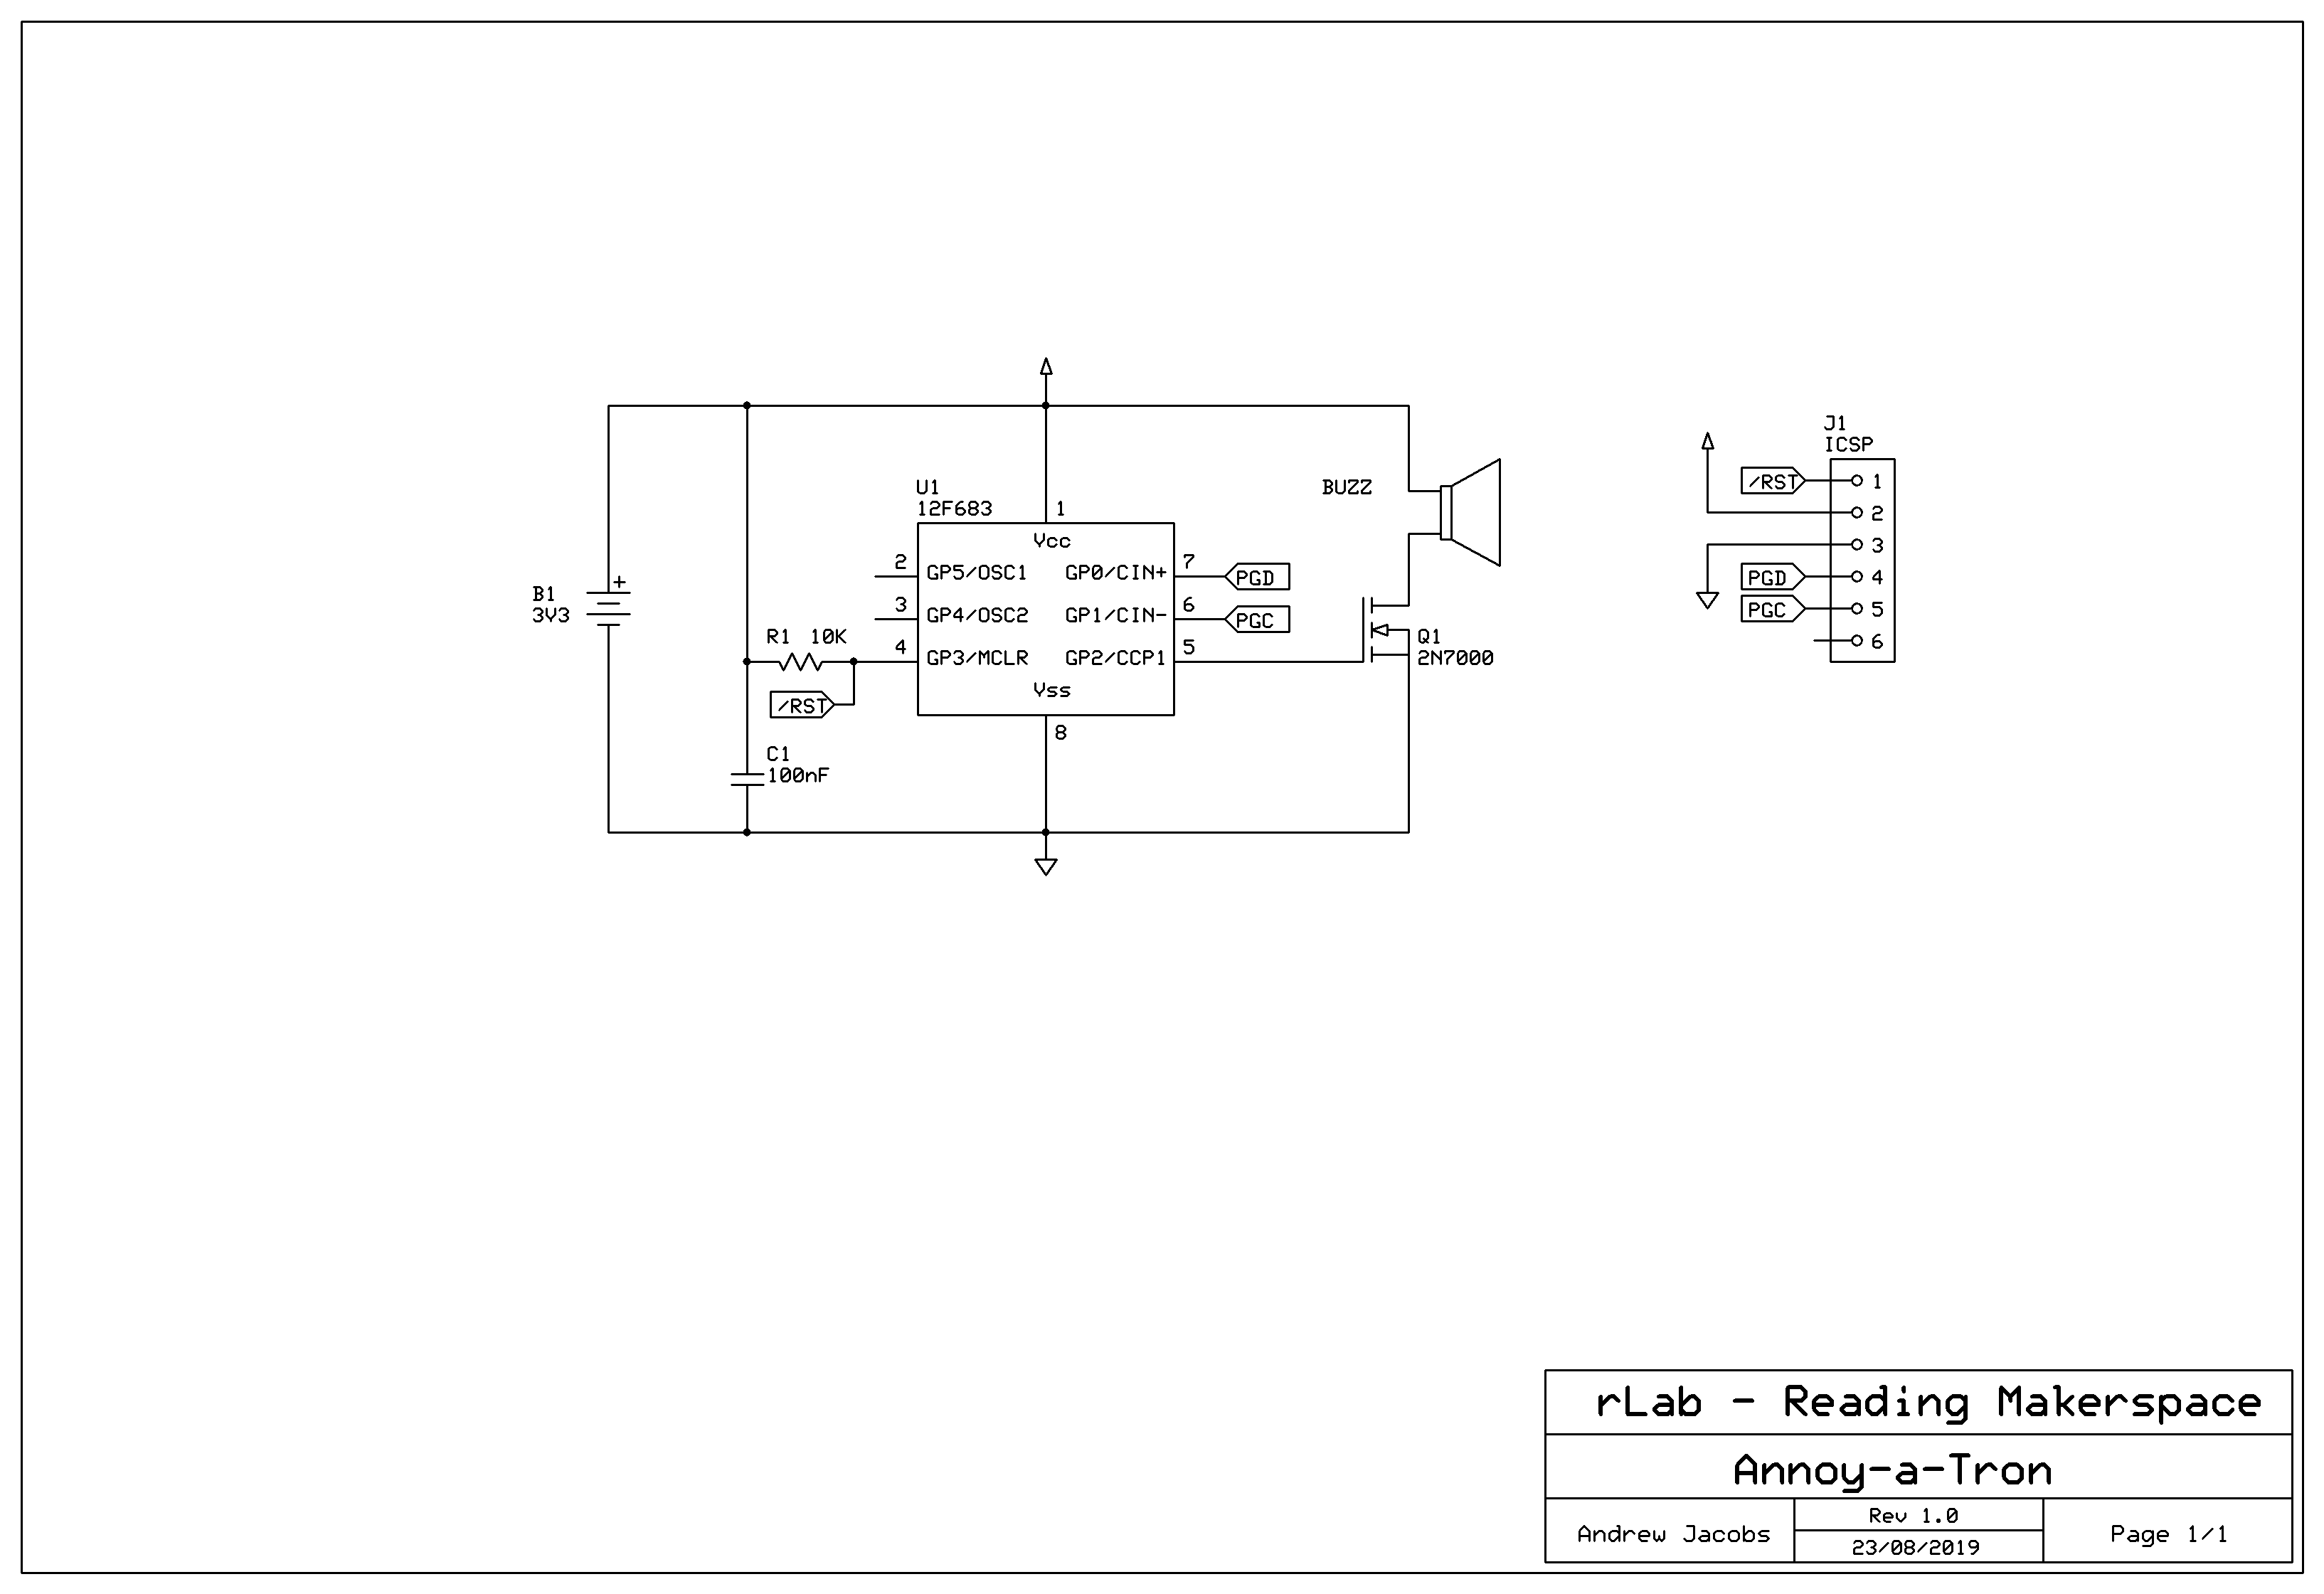 J1
ICSP
/RST
1
2
3
PGD
4
PGC
5
6
U1
12F683
1
Vcc
BUZZ
2
GP5/OSC1
GP0/CIN+
7
PGD
3
GP4/OSC2
GP1/CIN-
6
PGC
4
GP3/MCLR
GP2/CCP1
5
Vss
8
+
B1
3V3
R1 10K
/RST
Q1
2N7000
C1
100nF
rLab - Reading Makerspace
Annoy-a-Tron
Andrew Jacobs
Rev 1.0
23/08/2019
Page 1/1